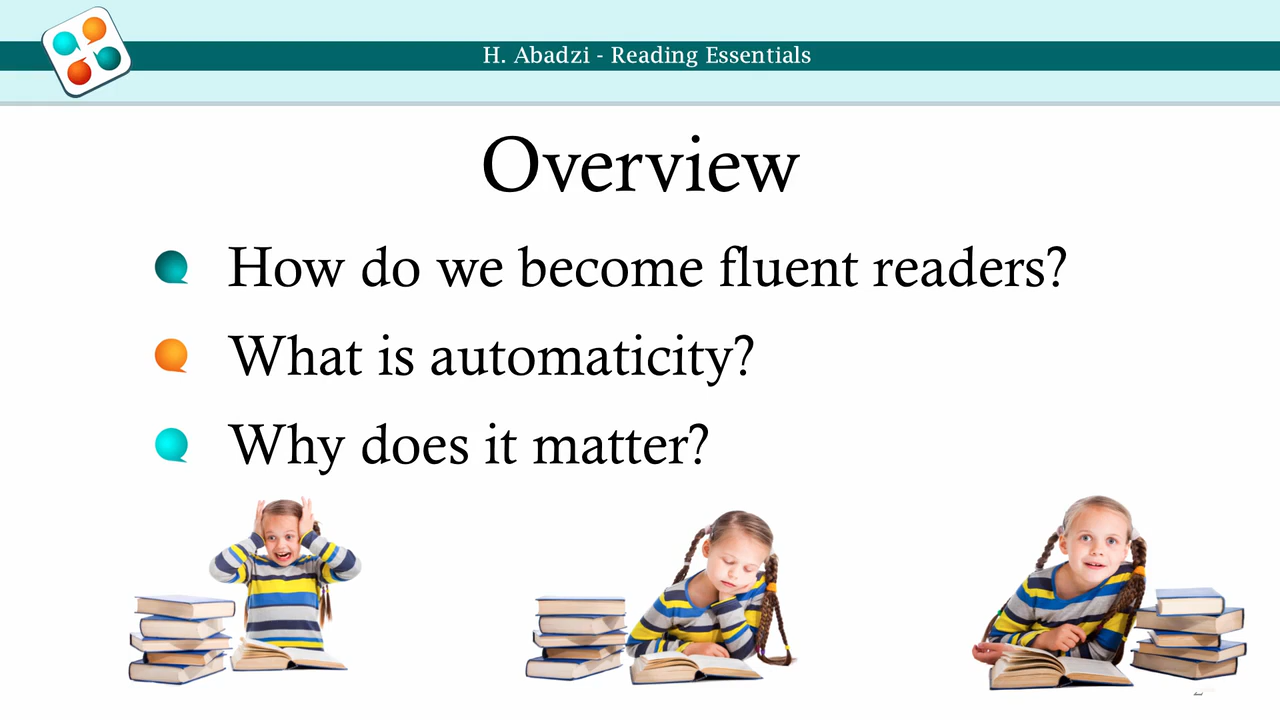 H. Abadzi - Reading Essentials
Overview
How do we become fluent readers?
What is automaticity?
Why does it matter?